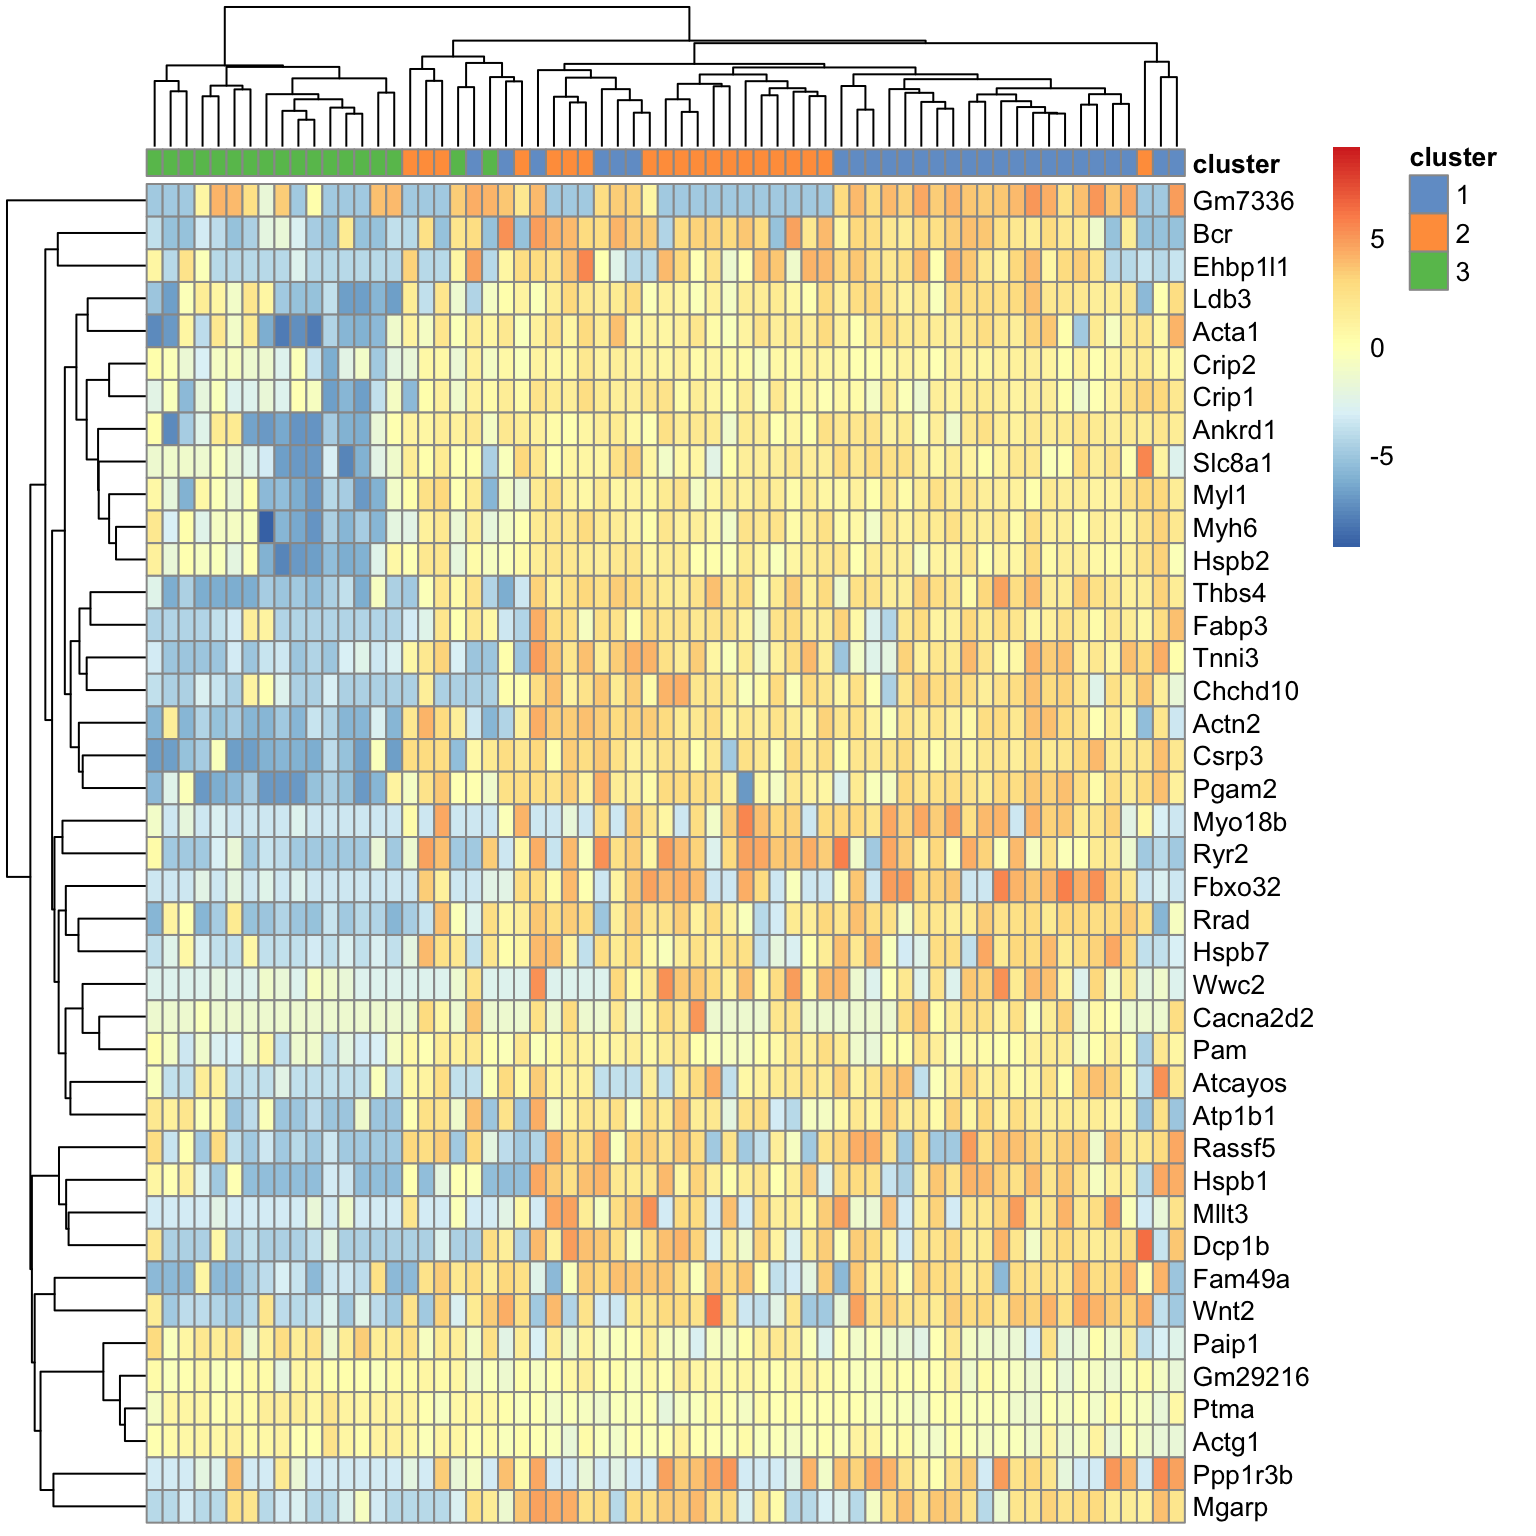 cluster
Gm7336
Bcr
Ehbp1l1
Ldb3
Acta1
Crip2
Crip1
Ankrd1
Slc8a1
Myl1
Myh6
Hspb2
Thbs4
Fabp3
Tnni3
Chchd10
Actn2
Csrp3
Pgam2
Myo18b
Ryr2
Fbxo32
Rrad
Hspb7
Wwc2
Cacna2d2
Pam
Atcayos
Atp1b1
Rassf5
Hspb1
Mllt3
Dcp1b
Fam49a
Wnt2
Paip1
Gm29216
Ptma
Actg1
Ppp1r3b
Mgarp
5
0
-5
cluster
1
2
3